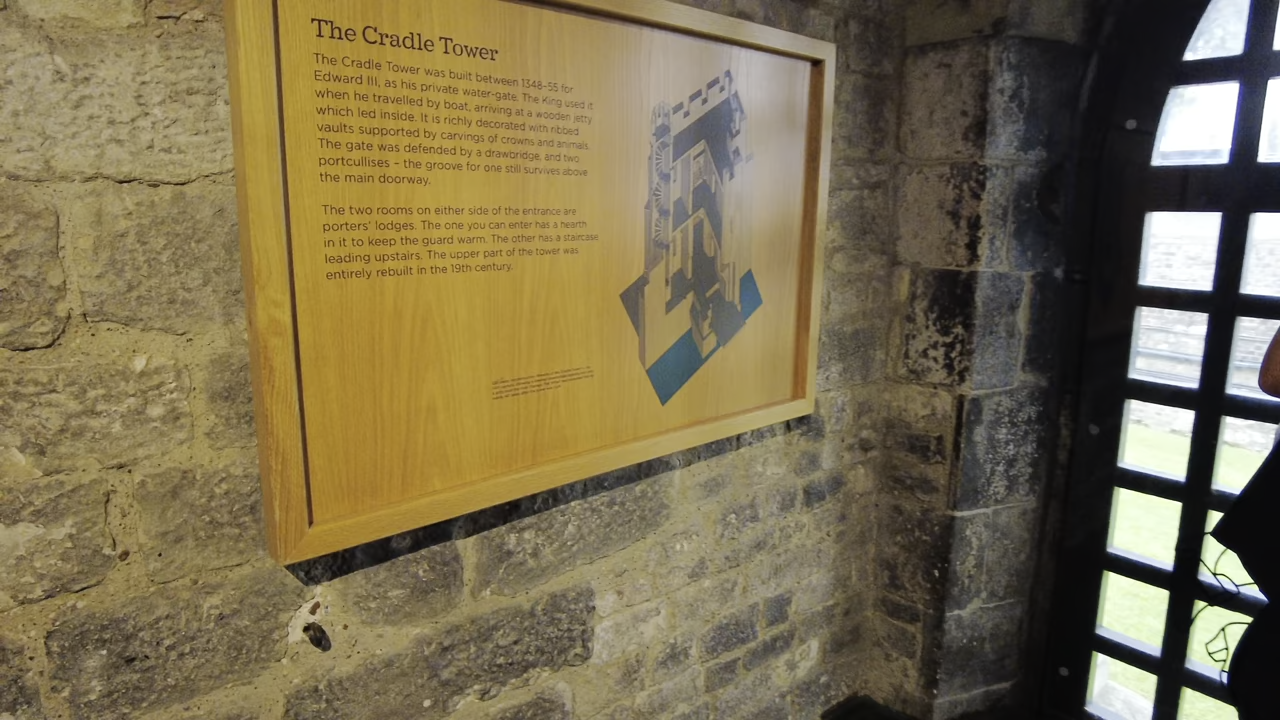 The Cradle Tower
The Cradle Tower was built between 1348-55 for
Edward III, as his private water-gate. The King used it
when he travelled by boat, arriving at a wooden jetty
which led inside. It is richly decorated with ribbed
vaults supported by carvings of crowns and animals.
The gate was defended by a drawbridge, and two
portcullises – the groove for one still survives above
the main doorway.
The two rooms on either side of the entrance are
porters' lodges. The one you can enter has a hearth
in it to keep the guard warm. The other has a staircase
leading upstairs. The upper part of the tower was
entirely rebuilt in the 19th century.